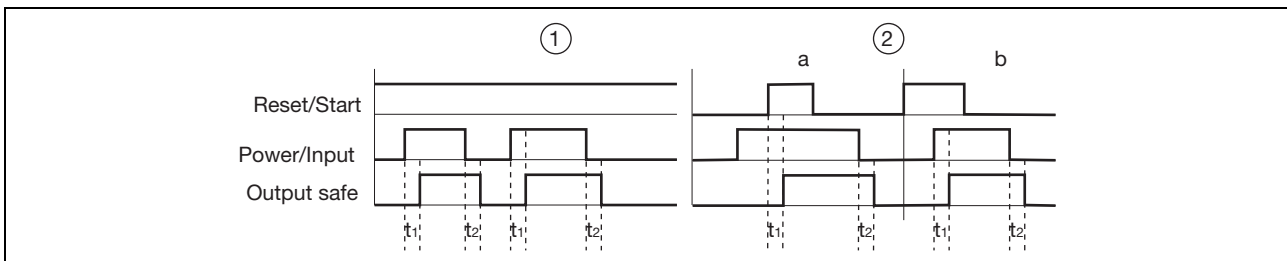 ① ②
a b
Reset/Start
Power/Input
Output safe
t1 t2 t1 t2 t1 t2 t1 t2